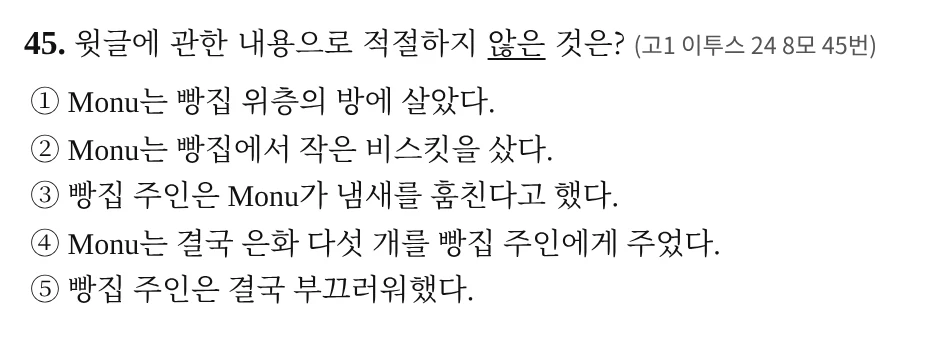 45. 윗글에 관한 내용으로 적절하지 않은 것은? (고1 이투스 24 8모 45번)
① Monu는 빵집 위층의 방에 살았다.
② Monu는 빵집에서 작은 비스킷을 샀다.
③ 빵집 주인은 Monu가 냄새를 훔친다고 했다.
④ Monu는 결국 은화 다섯 개를 빵집 주인에게 주었다.
⑤ 빵집 주인은 결국 부끄러워했다.